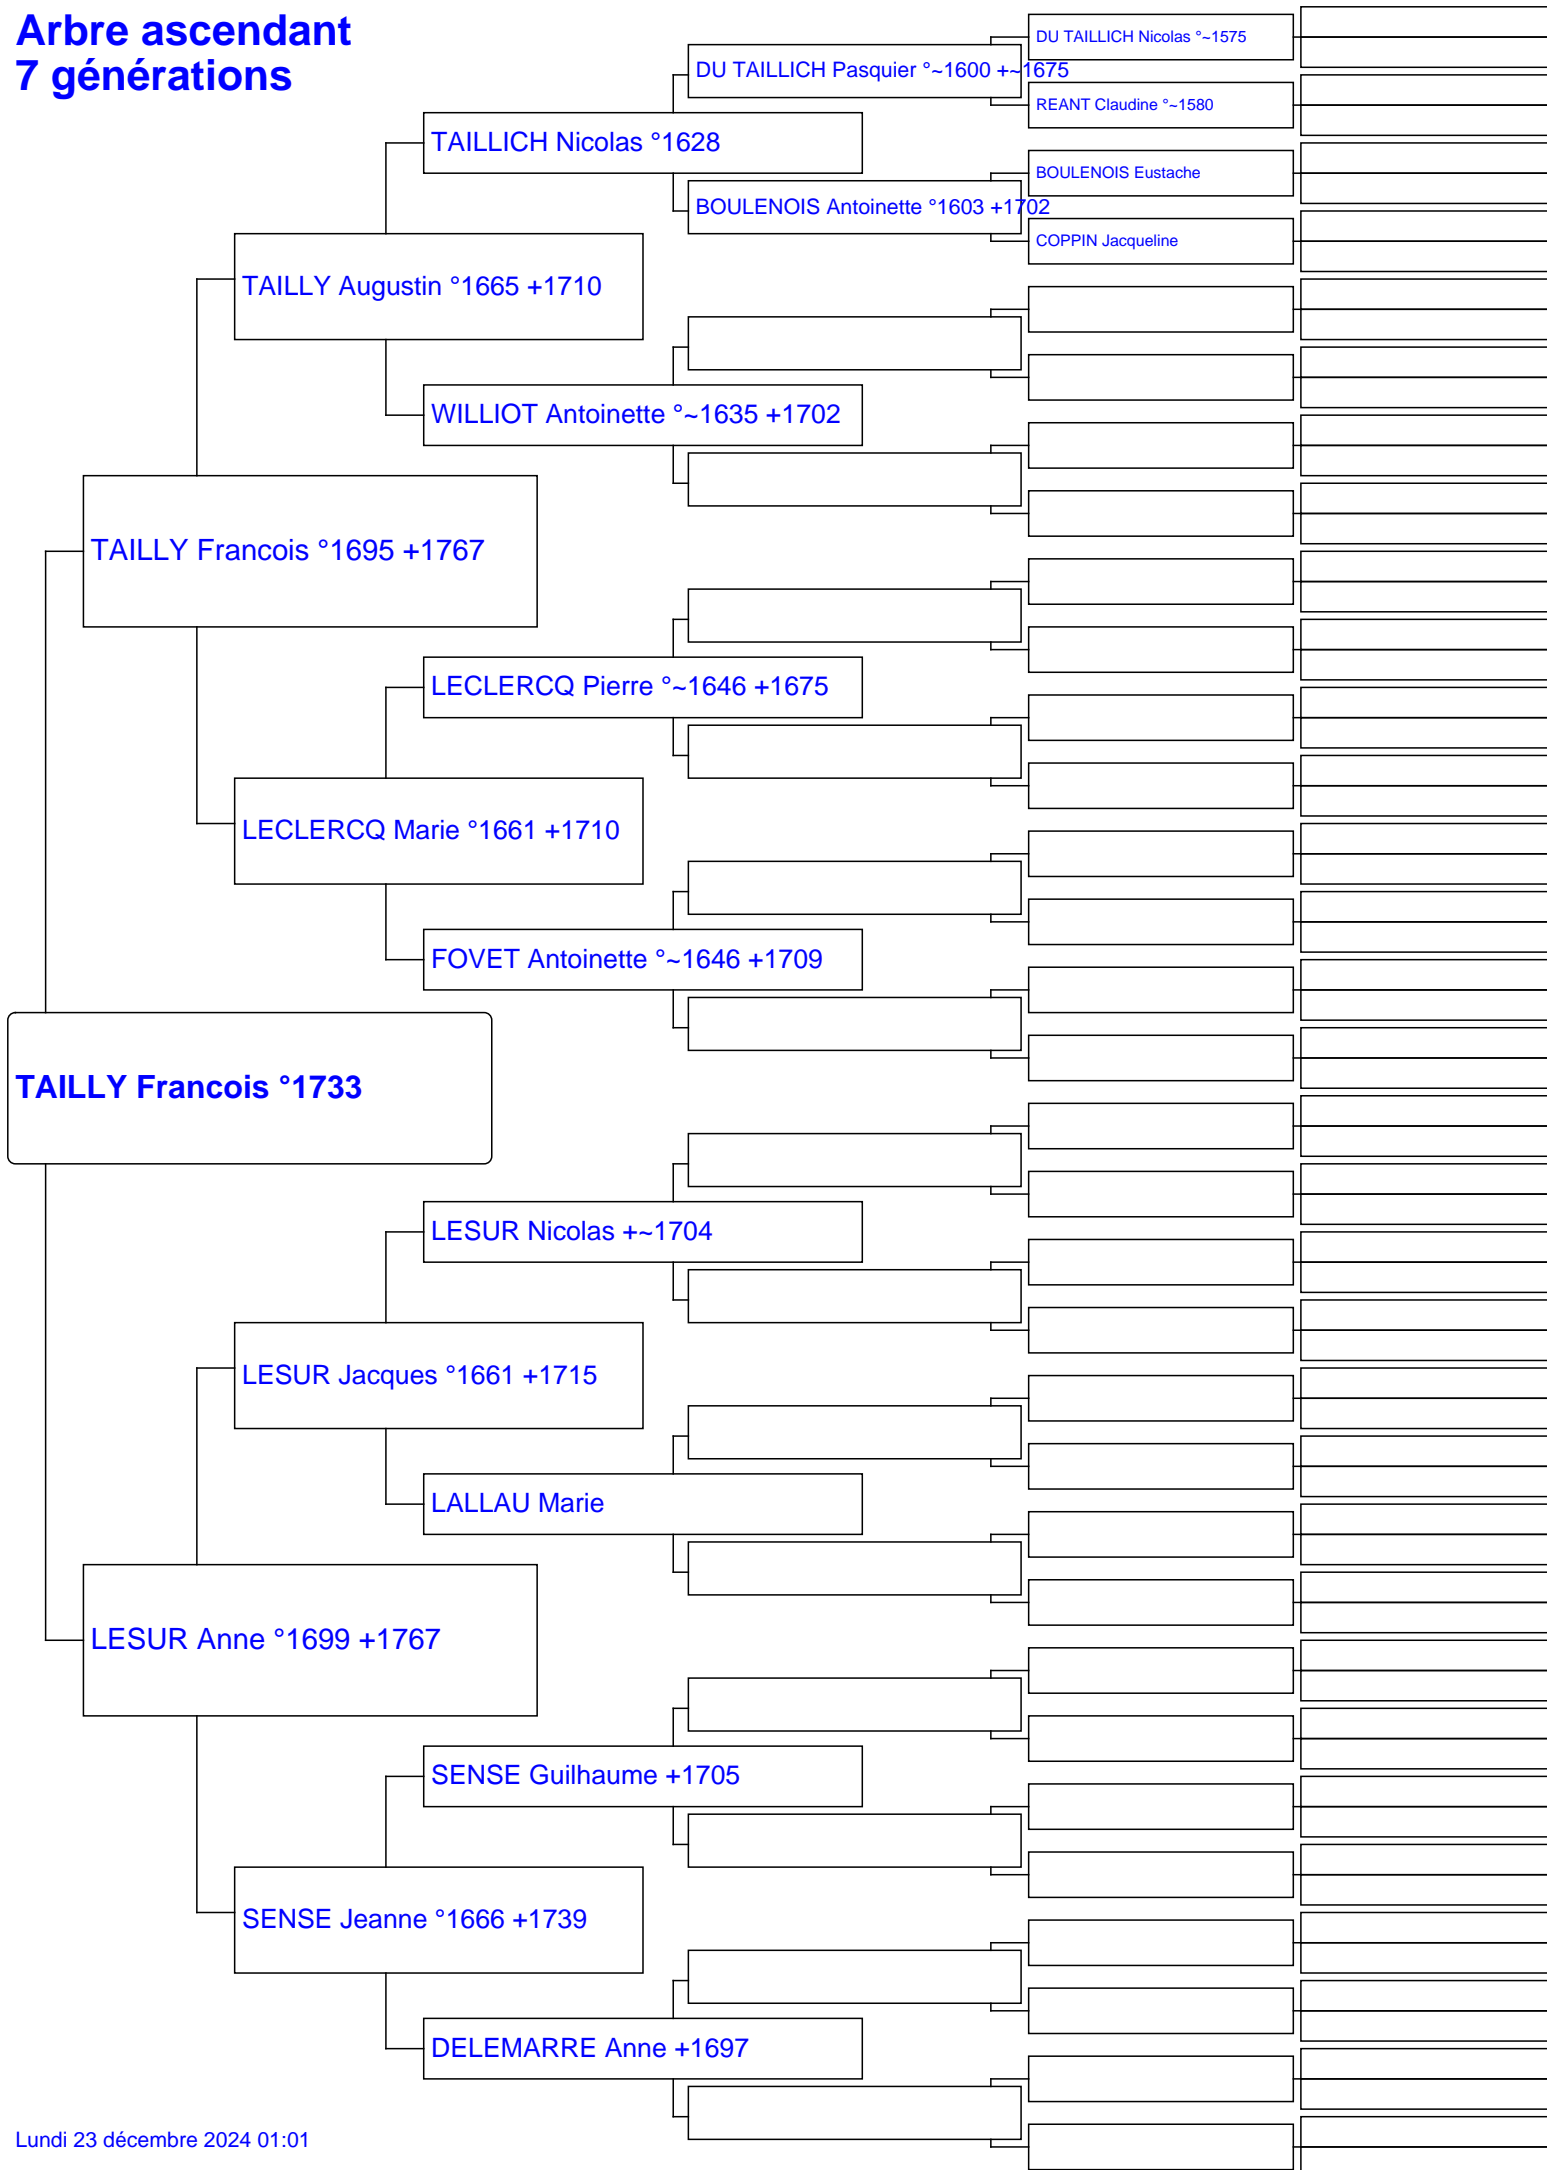 Arbre ascendant
7 générations
DU TAILLICH Nicolas °~1575
DU TAILLICH Pasquier °~1600 +~1675
REANT Claudine °~1580
TAILLICH Nicolas °1628
BOULENOIS Eustache
BOULENOIS Antoinette °1603 +1702
COPPIN Jacqueline
TAILLY Augustin °1665 +1710
WILLIOT Antoinette °~1635 +1702
TAILLY Francois °1695 +1767
LECLERCQ Pierre °~1646 +1675
LECLERCQ Marie °1661 +1710
FOVET Antoinette °~1646 +1709
TAILLY Francois °1733
LESUR Nicolas +~1704
LESUR Jacques °1661 +1715
LALLAU Marie
LESUR Anne °1699 +1767
SENSE Guilhaume +1705
SENSE Jeanne °1666 +1739
DELEMARRE Anne +1697
Lundi 23 décembre 2024 01:01